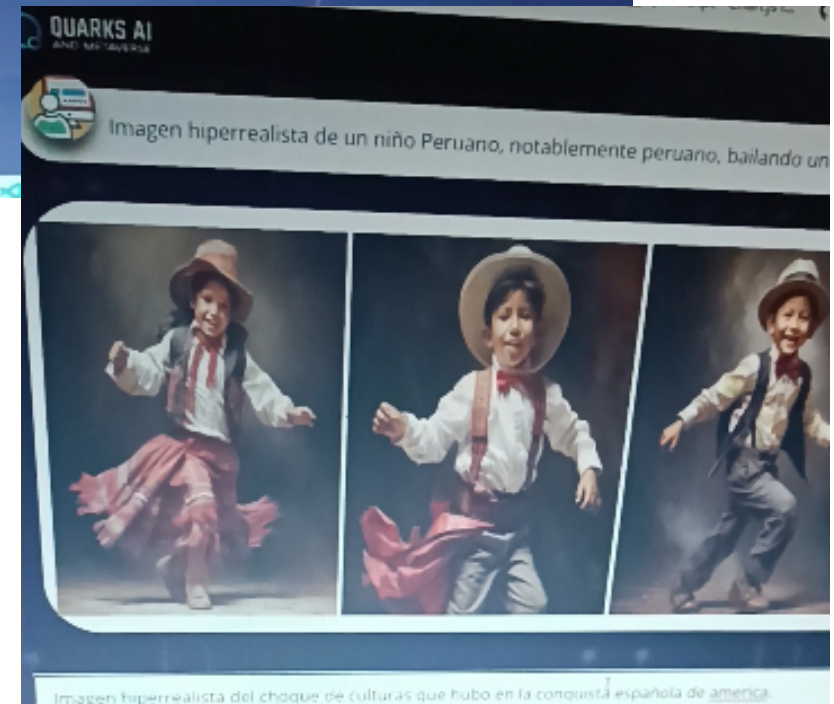 QUARKS AI
AND METAVERSE
Imagen hiperrealista de un niño Peruano, notablemente peruano, bailando un
Imagen hiperrealista del choque de culturas que hubo en la conquista española de america.